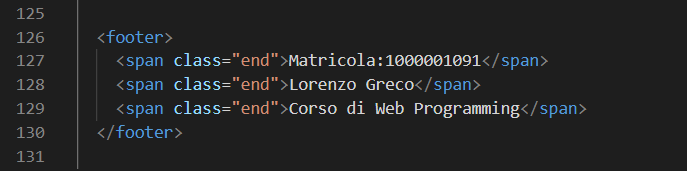 125
126 <footer>
127 <span class="end">Matricola:1000001091</span>
128 <span class="end">Lorenzo Greco</span>
129 <span class="end">Corso di Web Programming</span>
130 </footer>
131